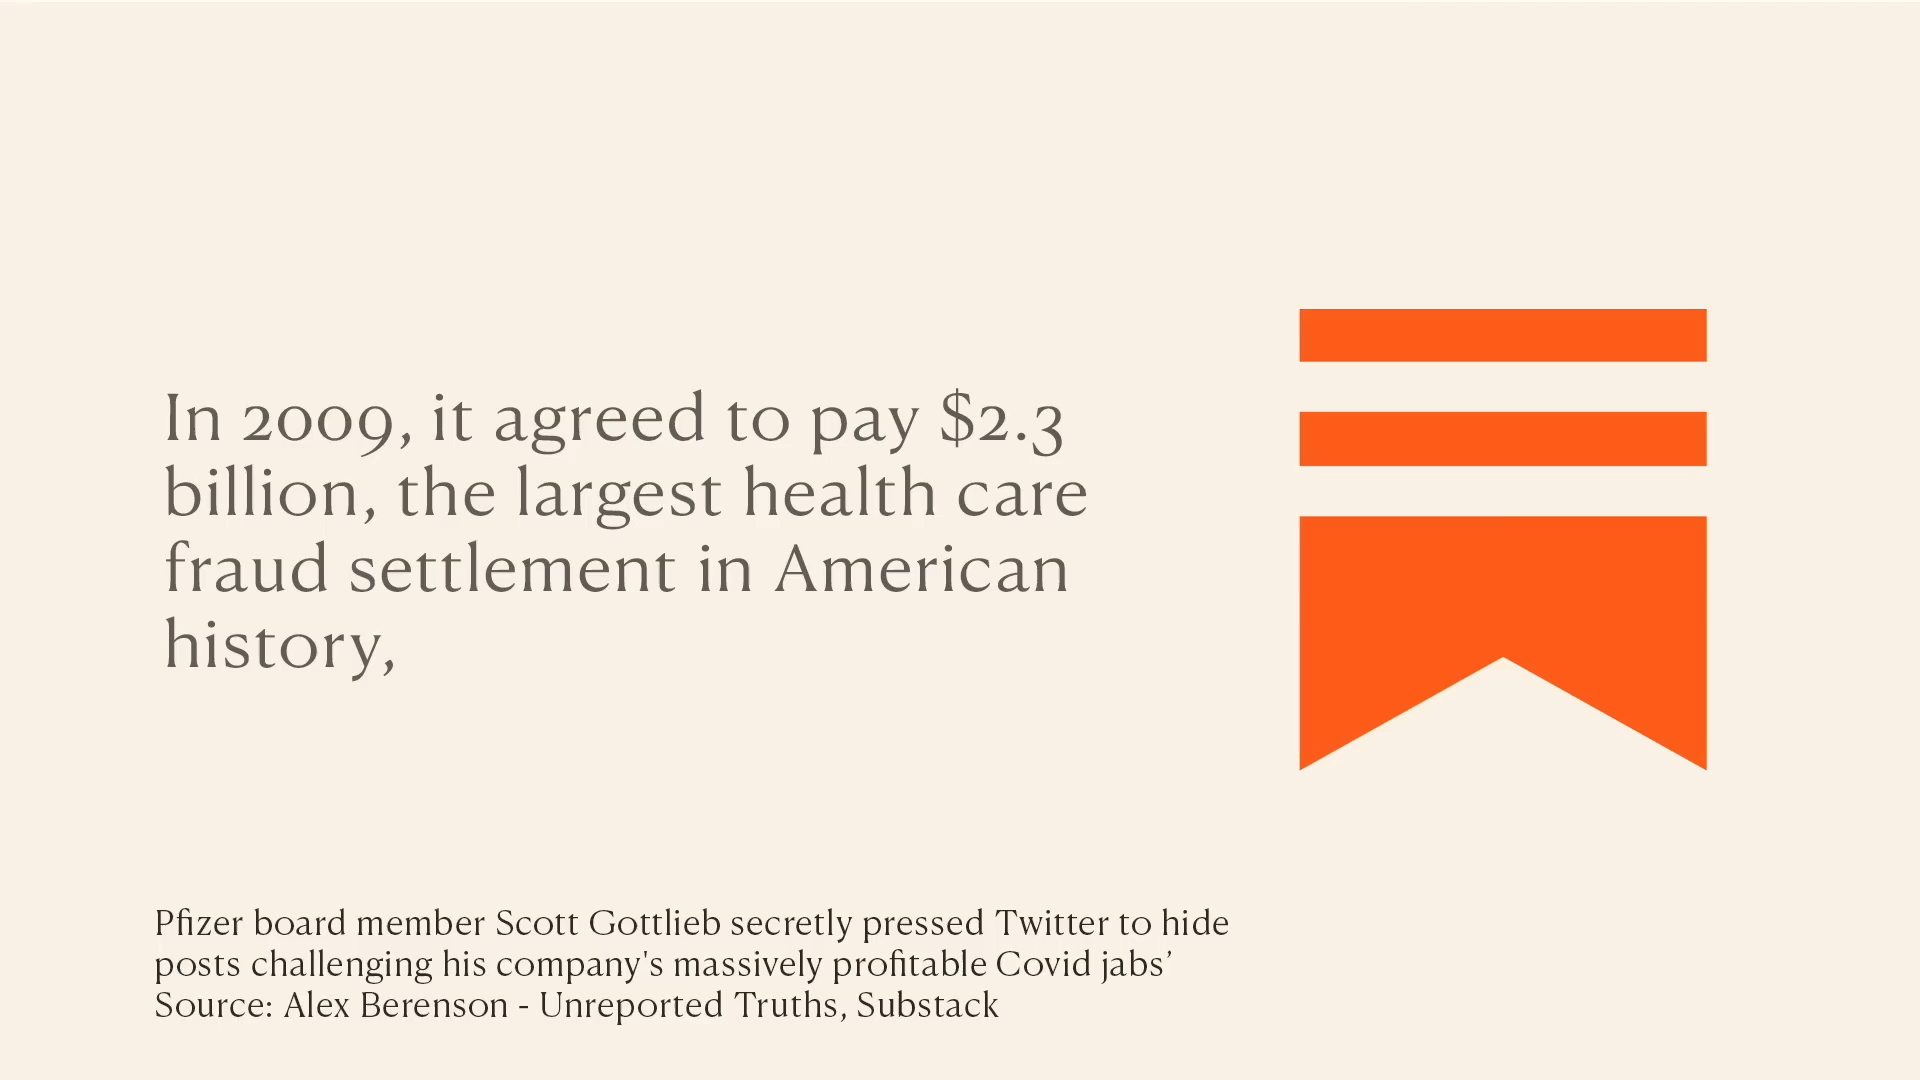 In 2009, it agreed to pay $2.3
billion, the largest health care
fraud settlement in American
history,
Pfizer board member Scott Gottlieb secretly pressed Twitter to hide
posts challenging his company's massively profitable Covid jabs’
Source: Alex Berenson - Unreported Truths, Substack